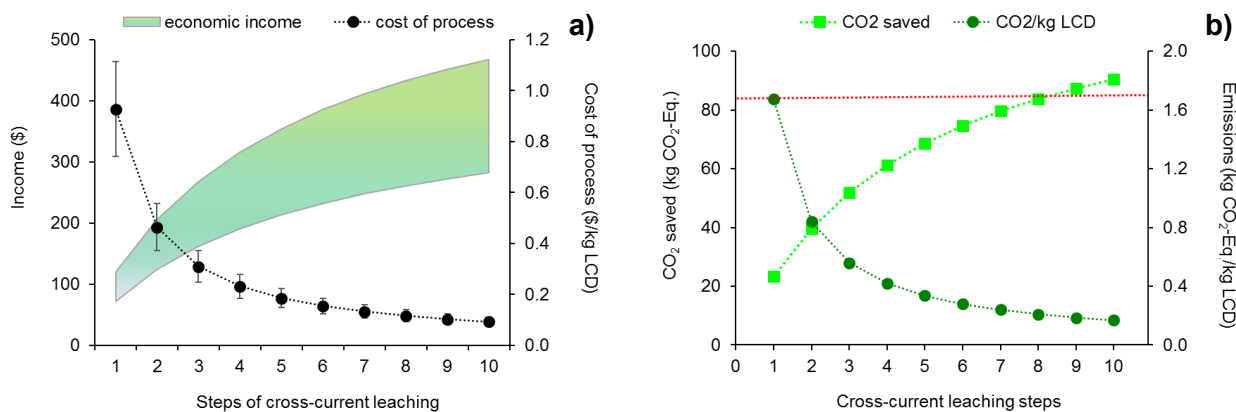 economic income
cost of process
a)
500
400
300
200
100
0
Income ($)
1.2
1.0
0.8
0.6
0.4
0.2
0.0
Cost of process ($/kg LCD)
1 2 3 4 5 6 7 8 9 10
Steps of cross-current leaching
CO2 saved
CO2/kg LCD
b)
100
80
60
40
20
0
CO₂ saved (kg CO₂-Eq.)
2.0
1.6
1.2
0.8
0.4
0.0
Emissions (kg CO₂-Eq/kg LCD)
0 1 2 3 4 5 6 7 8 9 10
Cross-current leaching steps